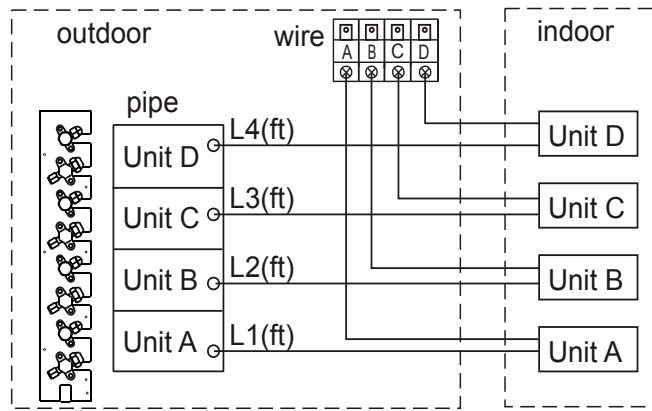 outdoor
wire
A B C D
indoor
pipe
Unit D
L4(ft)
Unit D
Unit C
L3(ft)
Unit C
Unit B
L2(ft)
Unit B
Unit A
L1(ft)
Unit A